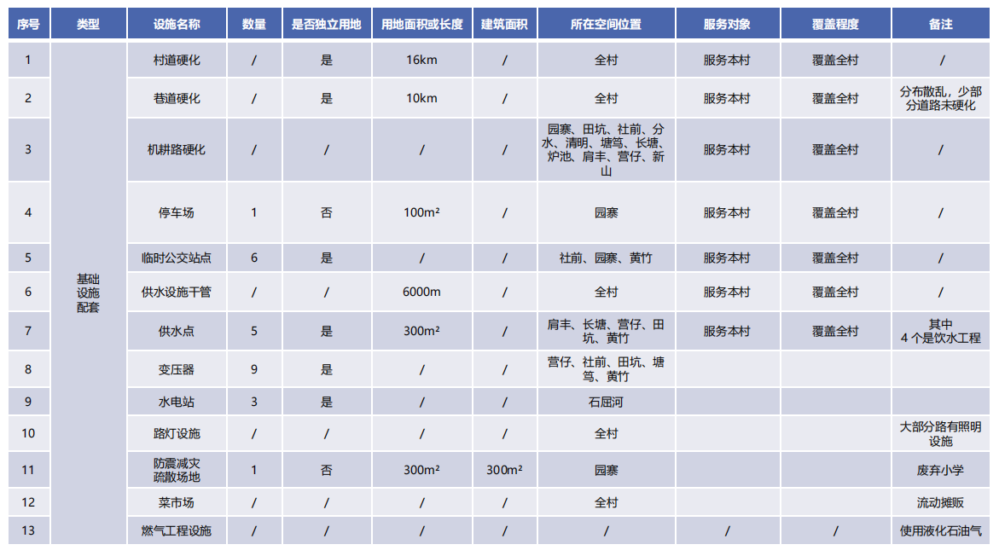 序号 类型 设施名称 数量 是否独立用地 用地面积或长度 建筑面积 所在空间位置 服务对象 覆盖程度 备注
基础
设施
配套
1 村道硬化 / 是 16km / 全村 服务本村 覆盖全村 /
2 巷道硬化 / 是 10km / 全村 服务本村 覆盖全村 分布散乱，少部
分道路未硬化
3 机耕路硬化 / / / / 园寨、田坑、社前、分
水、清明、塘笃、长塘、
炉池、肩丰、营仔、新
山 服务本村 覆盖全村 /
4 停车场 1 否 100m² / 园寨 服务本村 覆盖全村 /
5 临时公交站点 6 是 / / 社前、园寨、黄竹 服务本村 覆盖全村 /
6 供水设施干管 / / 6000m / 全村 服务本村 覆盖全村 /
7 供水点 5 是 300m² / 肩丰、长塘、营仔、田
坑、黄竹 服务本村 覆盖全村 其中
4 个是饮水工程
8 变压器 9 是 / / 营仔、社前、田坑、塘
笃、黄竹
9 水电站 3 是 / / 石屈河
10 路灯设施 / / / / 全村 大部分路有照明
设施
11 防震减灾
疏散场地 1 否 300m² 300m² 园寨 废弃小学
12 菜市场 / / / / 全村 流动摊贩
13 燃气工程设施 / / / / / / / 使用液化石油气